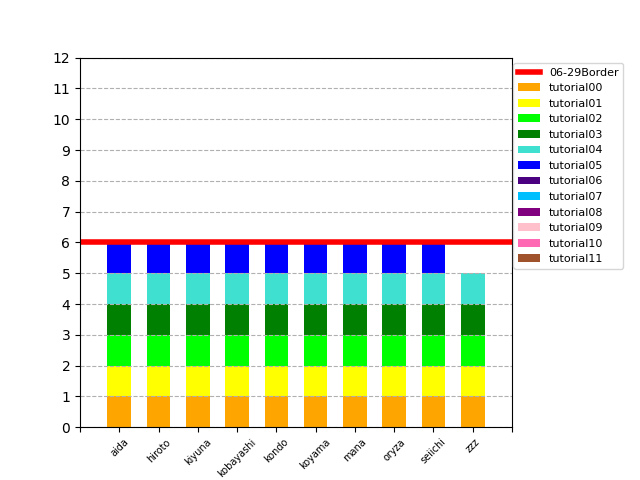 12
11
10
9
8
7
6
5
4
3
2
1
0
aida
hiroto
kiyuna
kobayashi
kondo
koyama
mana
oryza
seiichi
zzz
06-29Border
tutorial00
tutorial01
tutorial02
tutorial03
tutorial04
tutorial05
tutorial06
tutorial07
tutorial08
tutorial09
tutorial10
tutorial11